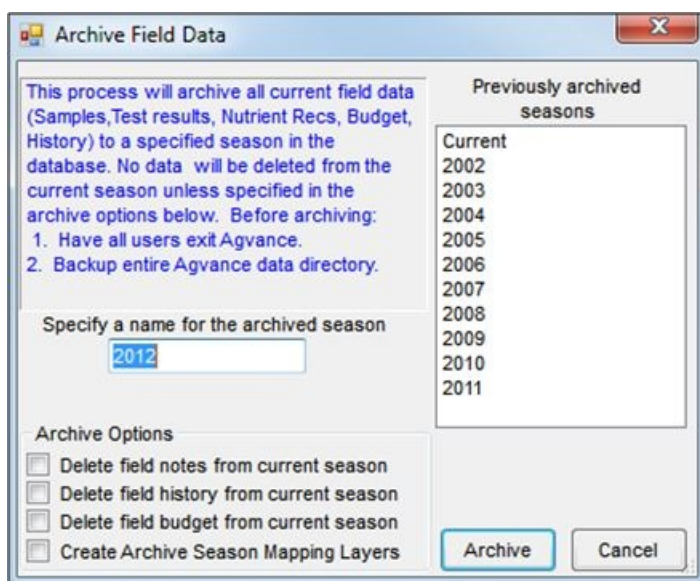 Archive Field Data
This process will archive all current field data
(Samples,Test results, Nutrient Recs, Budget,
History) to a specified season in the
database. No data will be deleted from the
current season unless specified in the
archive options below. Before archiving:
1. Have all users exit Agvance.
2. Backup entire Agvance data directory.
Specify a name for the archived season
2012
Archive Options
Delete field notes from current season
Delete field history from current season
Delete field budget from current season
Create Archive Season Mapping Layers
Previously archived
seasons
Current
2002
2003
2004
2005
2006
2007
2008
2009
2010
2011
Archive
Cancel